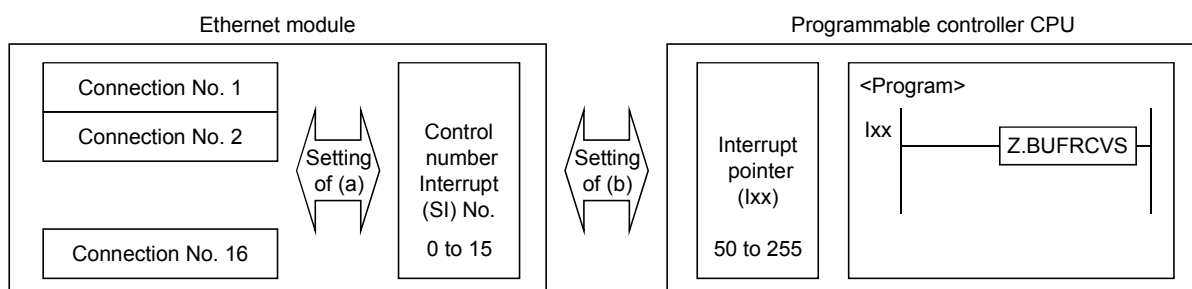 Ethernet module
Programmable controller CPU
Connection No. 1
Connection No. 2
Connection No. 16
Setting
of (a)
Control
number
Interrupt
(SI) No.
0 to 15
Setting
of (b)
Interrupt
pointer
(Ixx)
50 to 255
<Program>
Ixx
Z.BUFRCVS